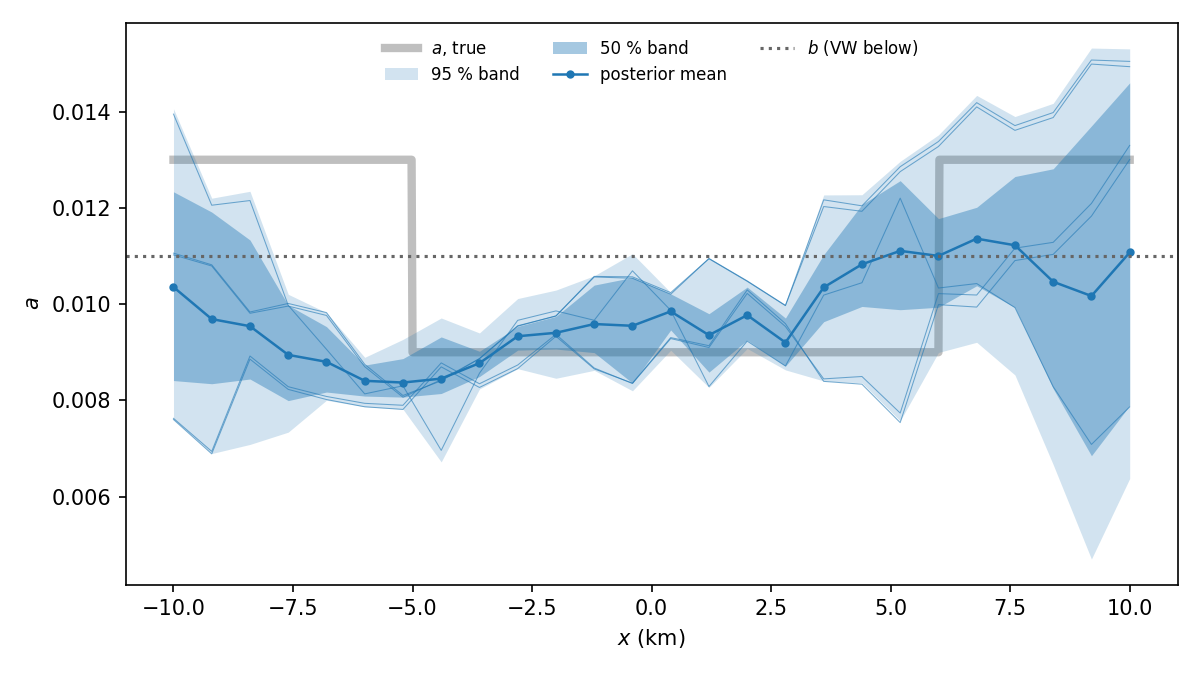 a, true
95 % band
50 % band
posterior mean
b (VW below)
0.014
0.012
0.010
0.008
0.006
a
−10.0 −7.5 −5.0 −2.5 0.0 2.5 5.0 7.5 10.0
x (km)